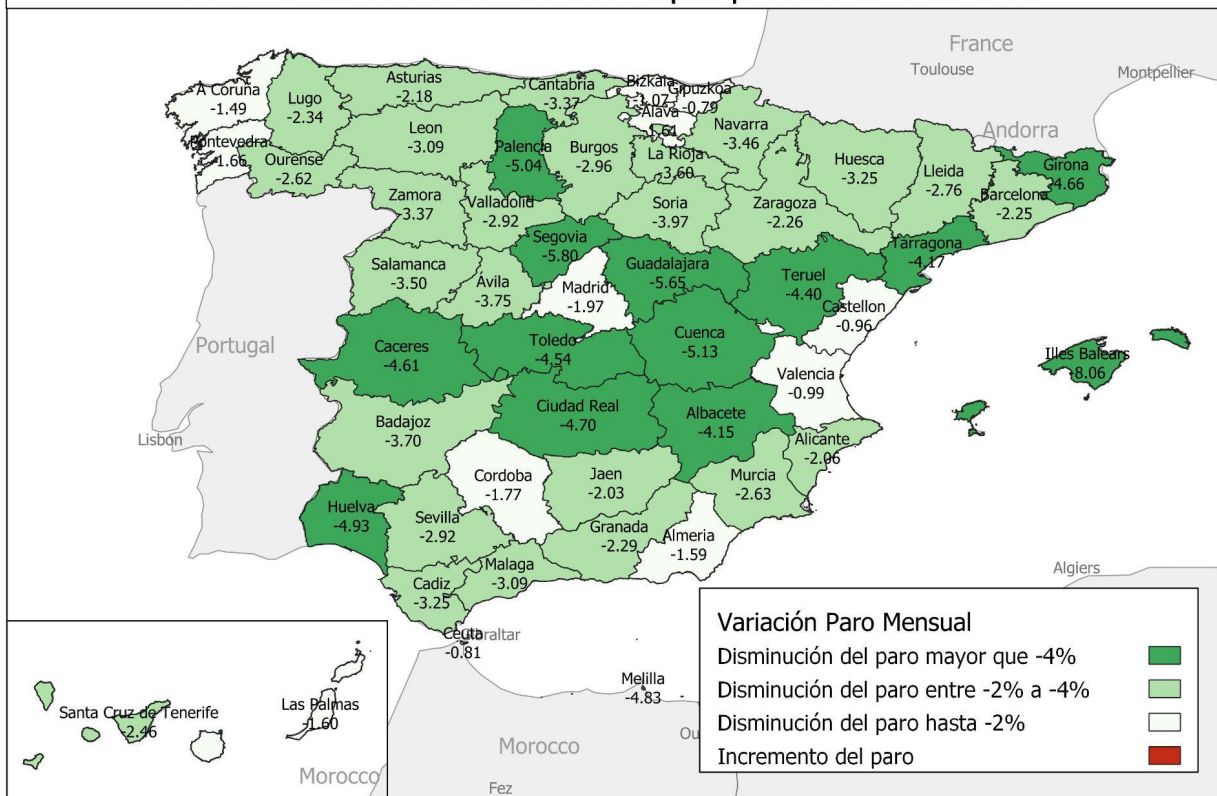 France
Toulouse
Montpellier
Andorra
A Coruña
-1.49
Lugo
-2.34
Asturias
-2.18
Cantabria
-3.37
Bizkaia
-1.07
Gipuzkoa
-0.79
Alava
-1.61
Navarra
-3.46
Pontevedra
-1.66
Ourense
-2.62
Leon
-3.09
Palencia
-5.04
Burgos
-2.96
La Rioja
-3.60
Huesca
-3.25
Lleida
-2.76
Girona
-4.66
Barcelona
-2.25
Zamora
-3.37
Valladolid
-2.92
Soria
-3.97
Zaragoza
-2.26
Segovia
-5.80
Guadalajara
-5.65
Teruel
-4.40
Tarragona
-4.17
Salamanca
-3.50
Ávila
-3.75
Madrid
-1.97
Castellon
-0.96
Portugal
Caceres
-4.61
Toledo
-4.54
Cuenca
-5.13
Valencia
-0.99
Illes Balears
-8.06
Lisbon
Badajoz
-3.70
Ciudad Real
-4.70
Albacete
-4.15
Alicante
-2.06
Cordoba
-1.77
Jaen
-2.03
Murcia
-2.63
Huelva
-4.93
Sevilla
-2.92
Granada
-2.29
Almeria
-1.59
Cadiz
-3.25
Malaga
-3.09
Algiers
Ceuta
-0.81
Gibraltar
Melilla
-4.83
Santa Cruz de Tenerife
-2.46
Las Palmas
-1.60
Morocco
Morocco
Fez
Ou
Variación Paro Mensual
Disminución del paro mayor que -4%
Disminución del paro entre -2% a -4%
Disminución del paro hasta -2%
Incremento del paro